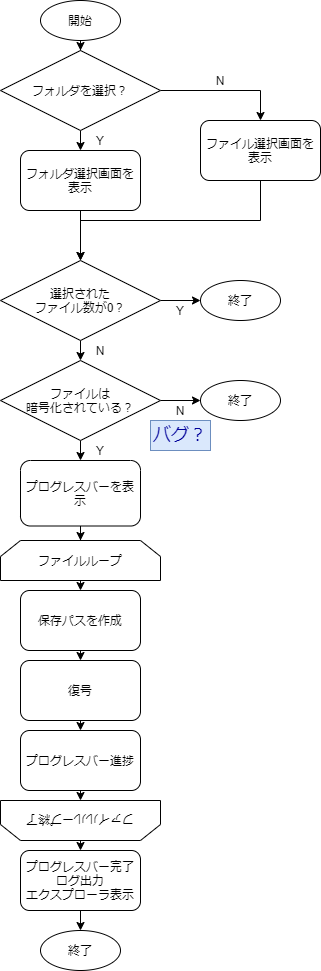 開始
フォルダを選択？
N
Y
ファイル選択画面を
表示
フォルダ選択画面を
表示
選択された
ファイル数が0？
終了
Y
N
ファイルは
暗号化されている？
終了
N
バグ？
Y
プログレスバーを表
示
ファイルループ
保存パスを作成
復号
プログレスバー進捗
ファイルループ終了
プログレスバー完了
ログ出力
エクスプローラ表示
終了